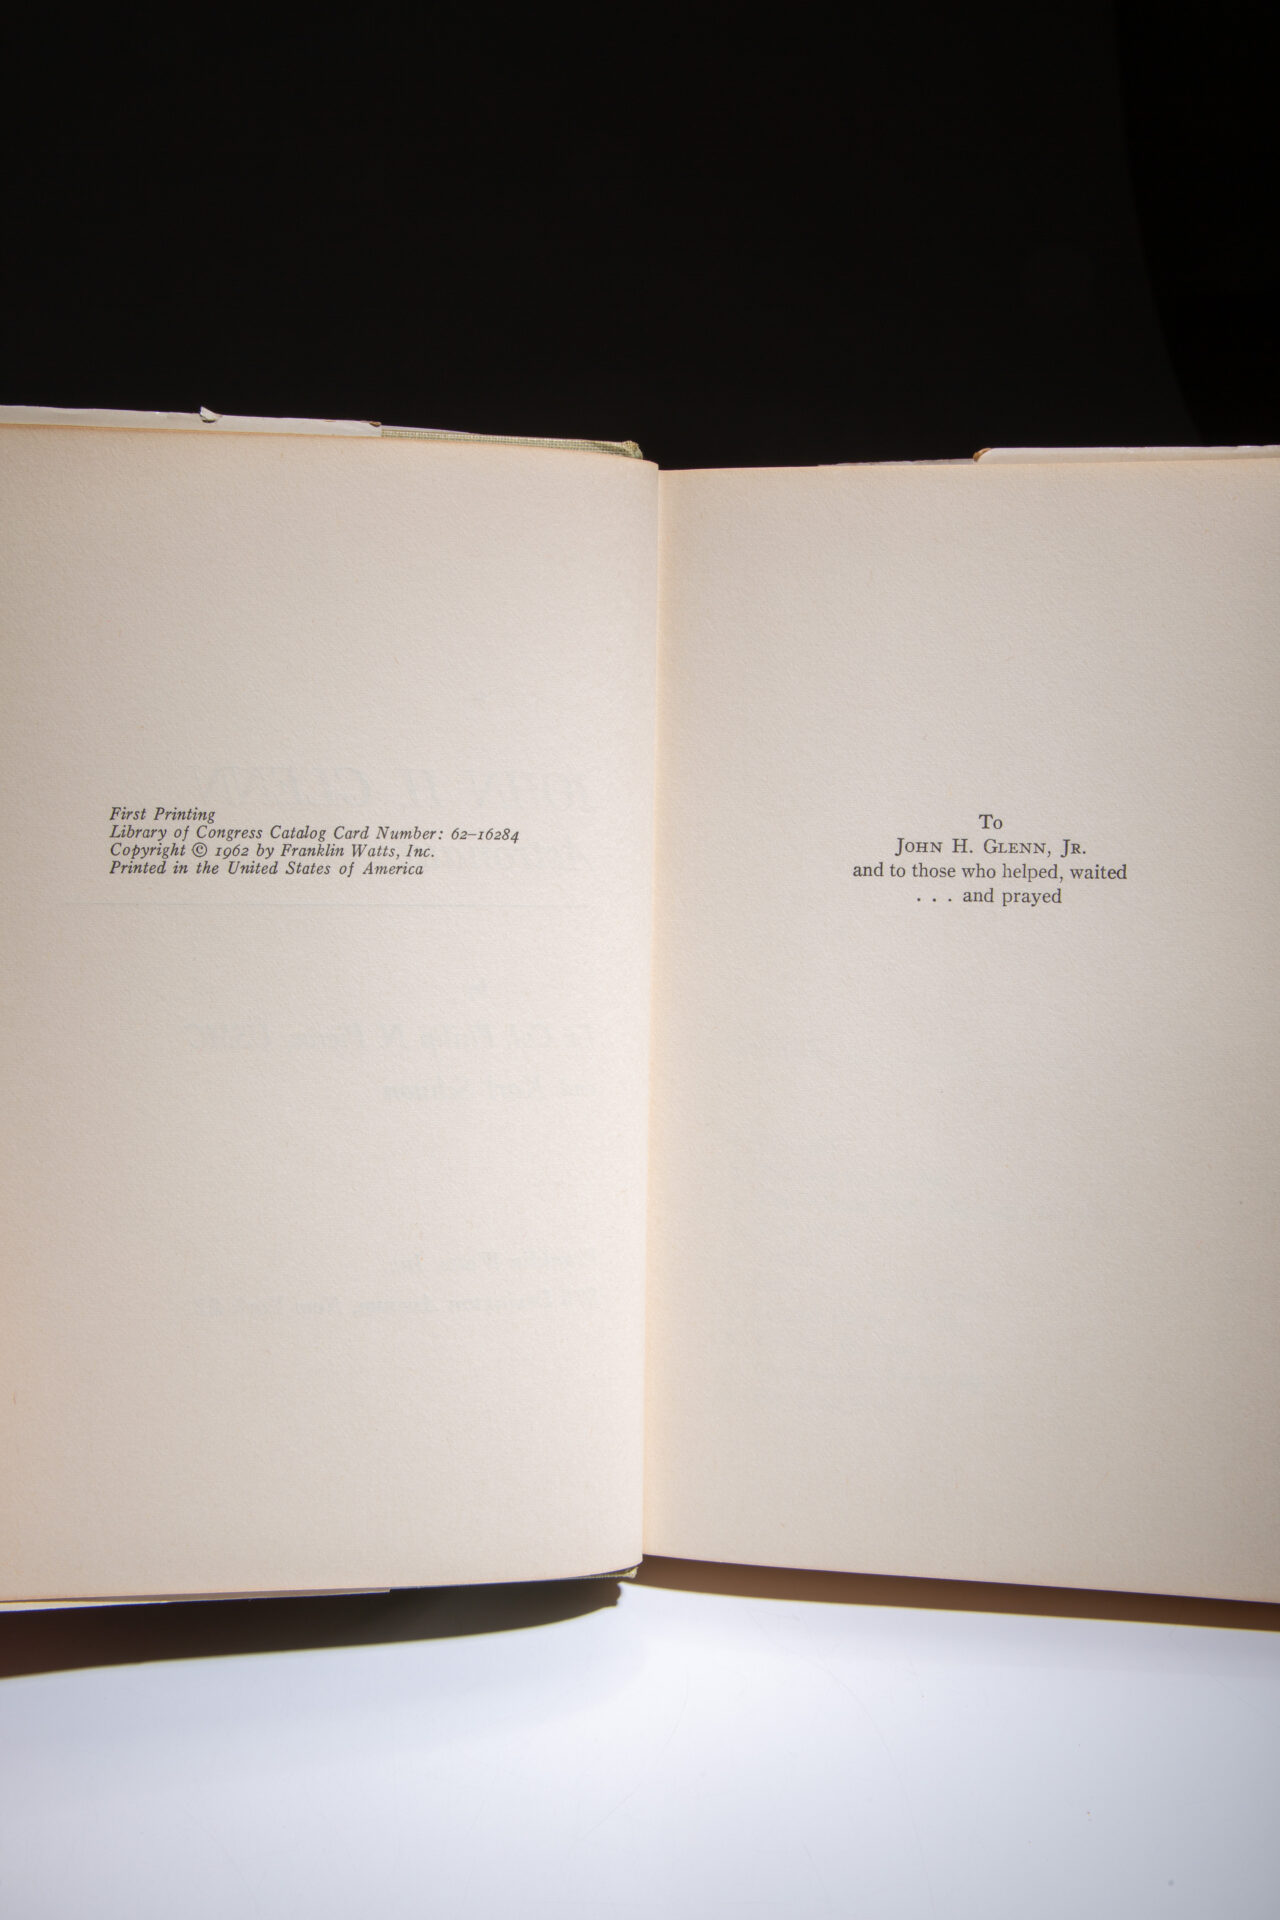 First Printing
Library of Congress Catalog Card Number: 62–16284
Copyright © 1962 by Franklin Watts, Inc.
Printed in the United States of America
To
JOHN H. GLENN, JR.
and to those who helped, waited
. . . and prayed